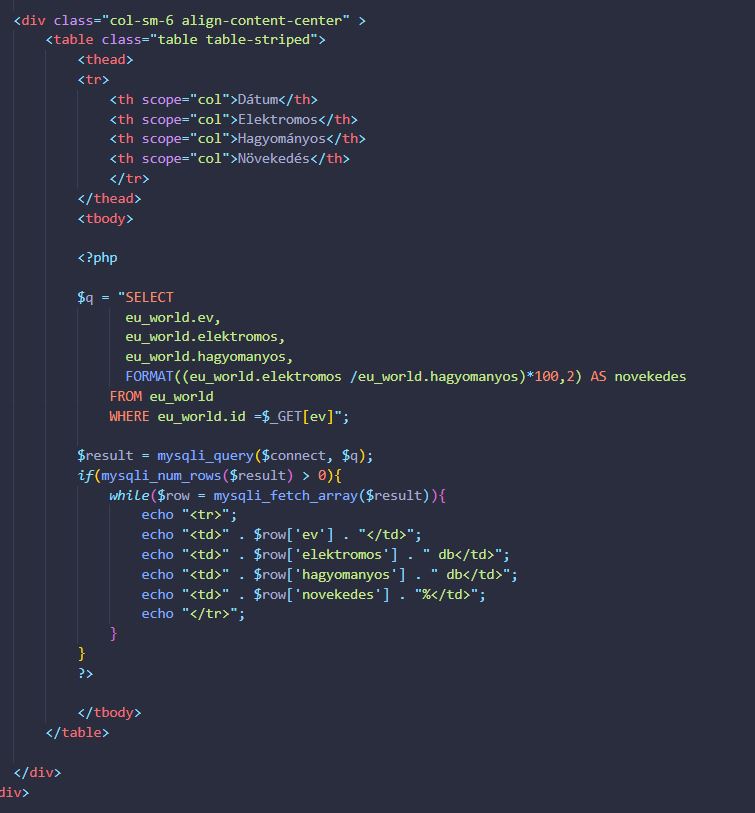 <div class="col-sm-6 align-content-center" >
<table class="table table-striped">
<thead>
<tr>
<th scope="col">Dátum</th>
<th scope="col">Elektromos</th>
<th scope="col">Hagyományos</th>
<th scope="col">Növekedés</th>
</tr>
</thead>
<tbody>
<?php
$q = "SELECT
eu_world.ev,
eu_world.elektromos,
eu_world.hagyomanyos,
FORMAT((eu_world.elektromos /eu_world.hagyomanyos)*100,2) AS novekedes
FROM eu_world
WHERE eu_world.id =$_GET[ev]";
$result = mysqli_query($connect, $q);
if(mysqli_num_rows($result) > 0){
while($row = mysqli_fetch_array($result)){
echo "<tr>";
echo "<td>" . $row['ev'] . "</td>";
echo "<td>" . $row['elektromos'] . " db</td>";
echo "<td>" . $row['hagyomanyos'] . " db</td>";
echo "<td>" . $row['novekedes'] . "%</td>";
echo "</tr>";
}
}
?>
</tbody>
</table>
</div>
div>